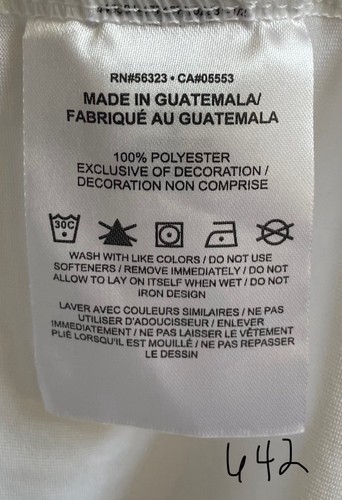 RN#56323 • CA#05553
MADE IN GUATEMALA/
FABRIQUÉ AU GUATEMALA
100% POLYESTER
EXCLUSIVE OF DECORATION /
DECORATION NON COMPRISE
30C
WASH WITH LIKE COLORS / DO NOT USE
SOFTENERS / REMOVE IMMEDIATELY / DO NOT
ALLOW TO LAY ON ITSELF WHEN WET / DO NOT
IRON DESIGN
LAVER AVEC COULEURS SIMILAIRES / NE PAS
UTILISER D'ADOUCISSEUR / ENLEVER
IMMEDIATEMENT / NE PAS LAISSER LE VÊTEMENT
PLIÉ LORSQU'IL EST MOUILLÉ / NE PAS REPASSER
LE DESSIN
642